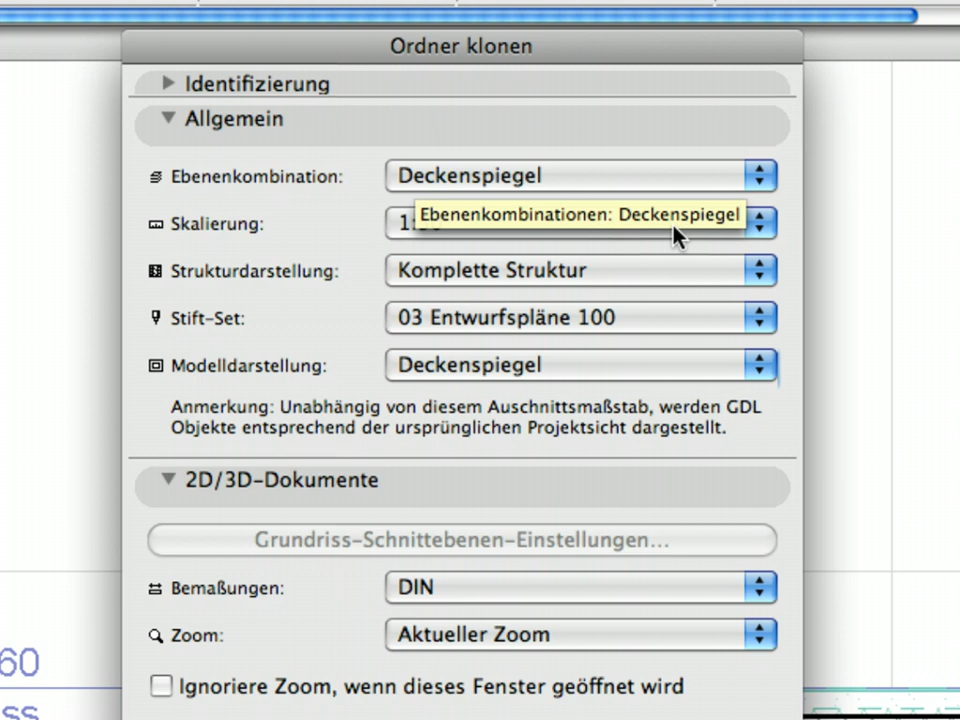 Ordner klonen
Identifizierung
Allgemein
Ebenenkombination: Deckenspiegel
Ebenenkombinationen: Deckenspiegel
Skalierung:
Strukturdarstellung: Komplette Struktur
Stift-Set: 03 Entwurfspläne 100
Modelldarstellung: Deckenspiegel
Anmerkung: Unabhängig von diesem Auschnittsmaßstab, werden GDL
Objekte entsprechend der ursprünglichen Projektsicht dargestellt.
2D/3D-Dokumente
Grundriss-Schnittebenen-Einstellungen...
Bemaßungen: DIN
Zoom: Aktueller Zoom
60
Ignoriere Zoom, wenn dieses Fenster geöffnet wird